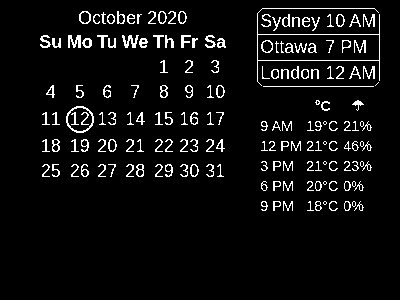 October 2020
Su Mo Tu We Th Fr Sa
1 2 3
4 5 6 7 8 9 10
11 12 13 14 15 16 17
18 19 20 21 22 23 24
25 26 27 28 29 30 31
Sydney 10 AM
Ottawa 7 PM
London 12 AM
°C ☂
9 AM 19°C 21%
12 PM 21°C 46%
3 PM 21°C 23%
6 PM 20°C 0%
9 PM 18°C 0%